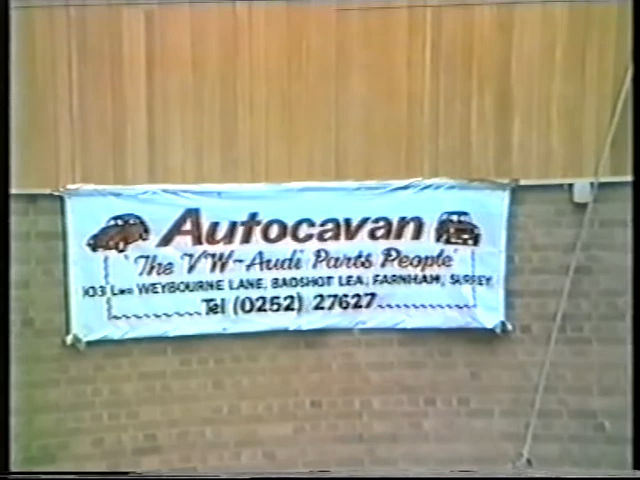 Autocavan
'The VW-Audi Parts People'
103 Lwr WEYBOURNE LANE, BADSHOT LEA, FARNHAM, SURREY
Tel (0252) 27627